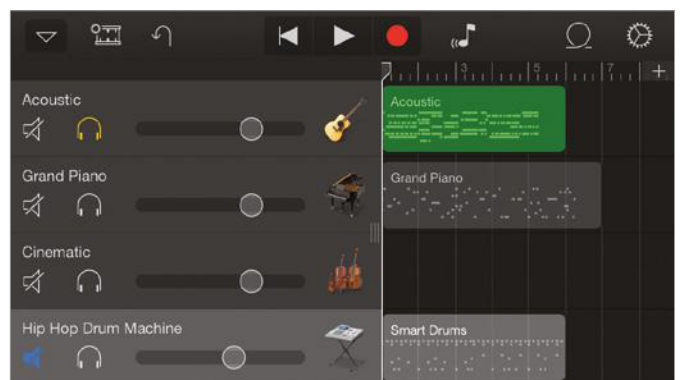 3
5
7
+
Acoustic
Acoustic
Grand Piano
Grand Piano
Cinematic
Hip Hop Drum Machine
Smart Drums